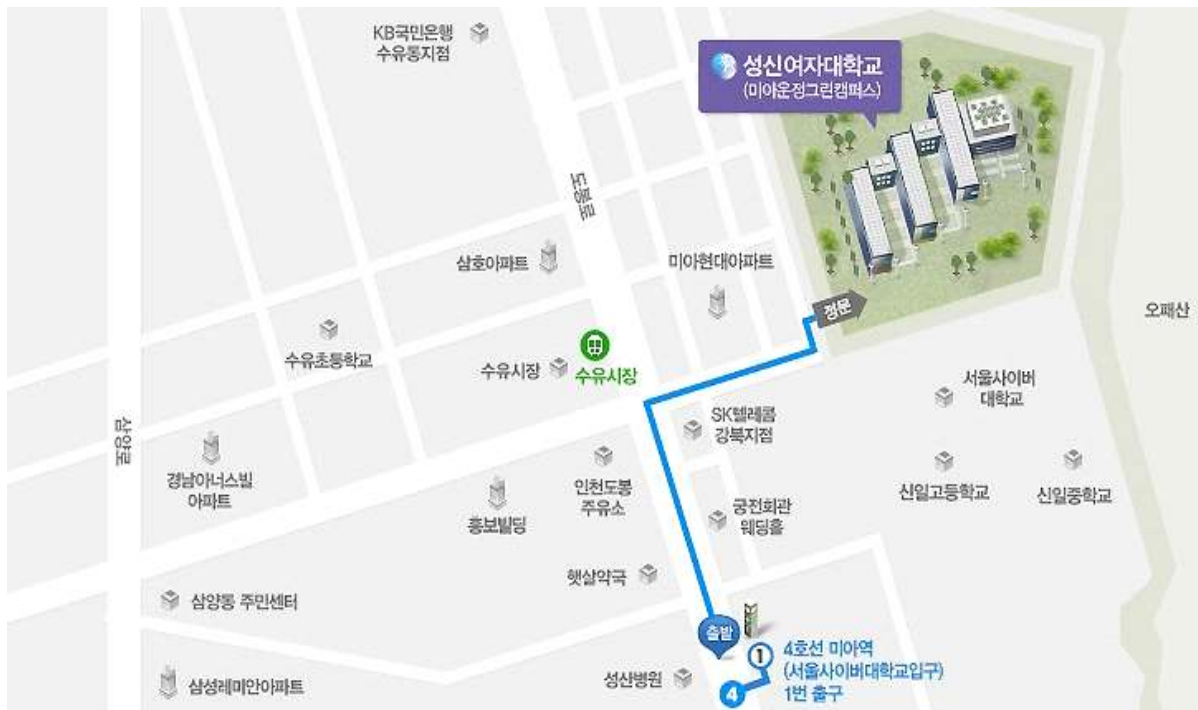 KB국민은행
수유동지점
성신여자대학교
(미아운정그린캠퍼스)
도봉로
삼호아파트
미아현대아파트
정문
오패산
수유초등학교
수유시장
수유시장
서울사이버
대학교
SK텔레콤
강북지점
삼양로
경남아너스빌
아파트
인천도봉
주유소
홍보빌딩
신일고등학교
신일중학교
궁전회관
웨딩홀
햇살약국
삼양동 주민센터
출발
1
4호선 미아역
(서울사이버대학교입구)
1번 출구
4
성산병원
삼성레미안아파트